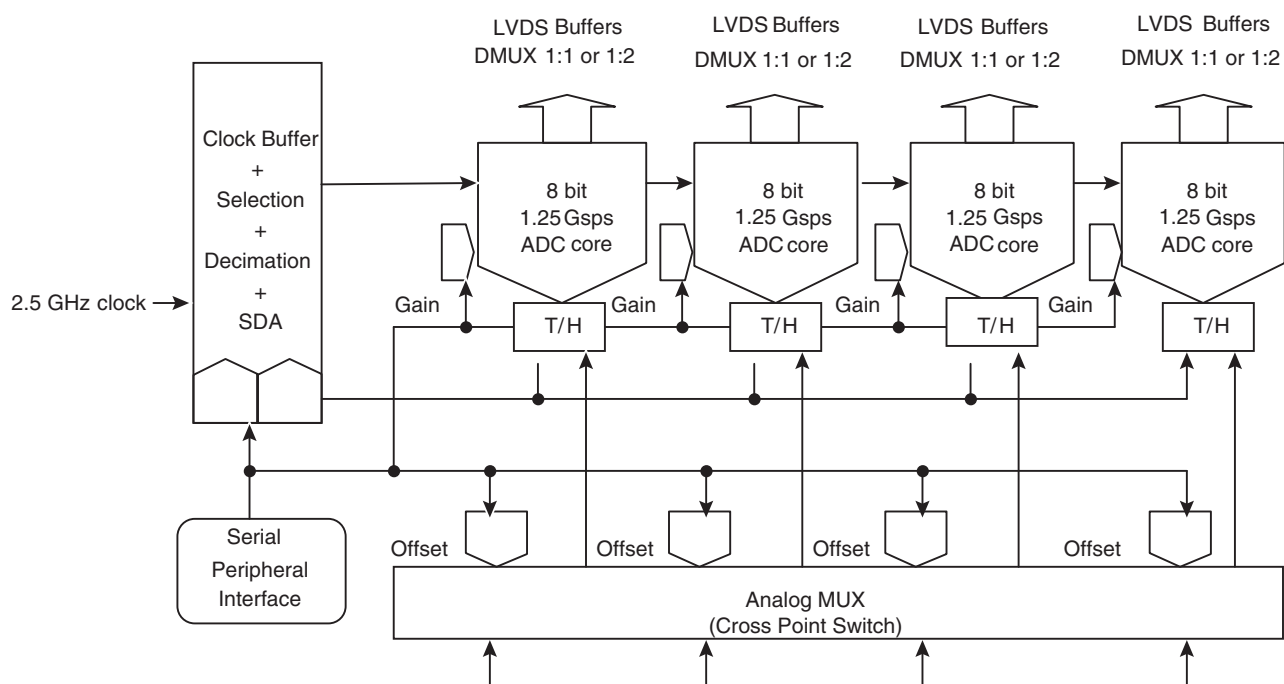 LVDS Buffers
DMUX 1:1 or 1:2
LVDS Buffers
DMUX 1:1 or 1:2
LVDS Buffers
DMUX 1:1 or 1:2
LVDS Buffers
DMUX 1:1 or 1:2
Clock Buffer
+
Selection
+
Decimation
+
SDA
8 bit
1.25 Gsps
ADC core
8 bit
1.25 Gsps
ADC core
8 bit
1.25 Gsps
ADC core
8 bit
1.25 Gsps
ADC core
2.5 GHz clock
Gain
T/H
Gain
T/H
Gain
T/H
Gain
T/H
Serial
Peripheral
Interface
Offset
Offset
Offset
Offset
Analog MUX
(Cross Point Switch)